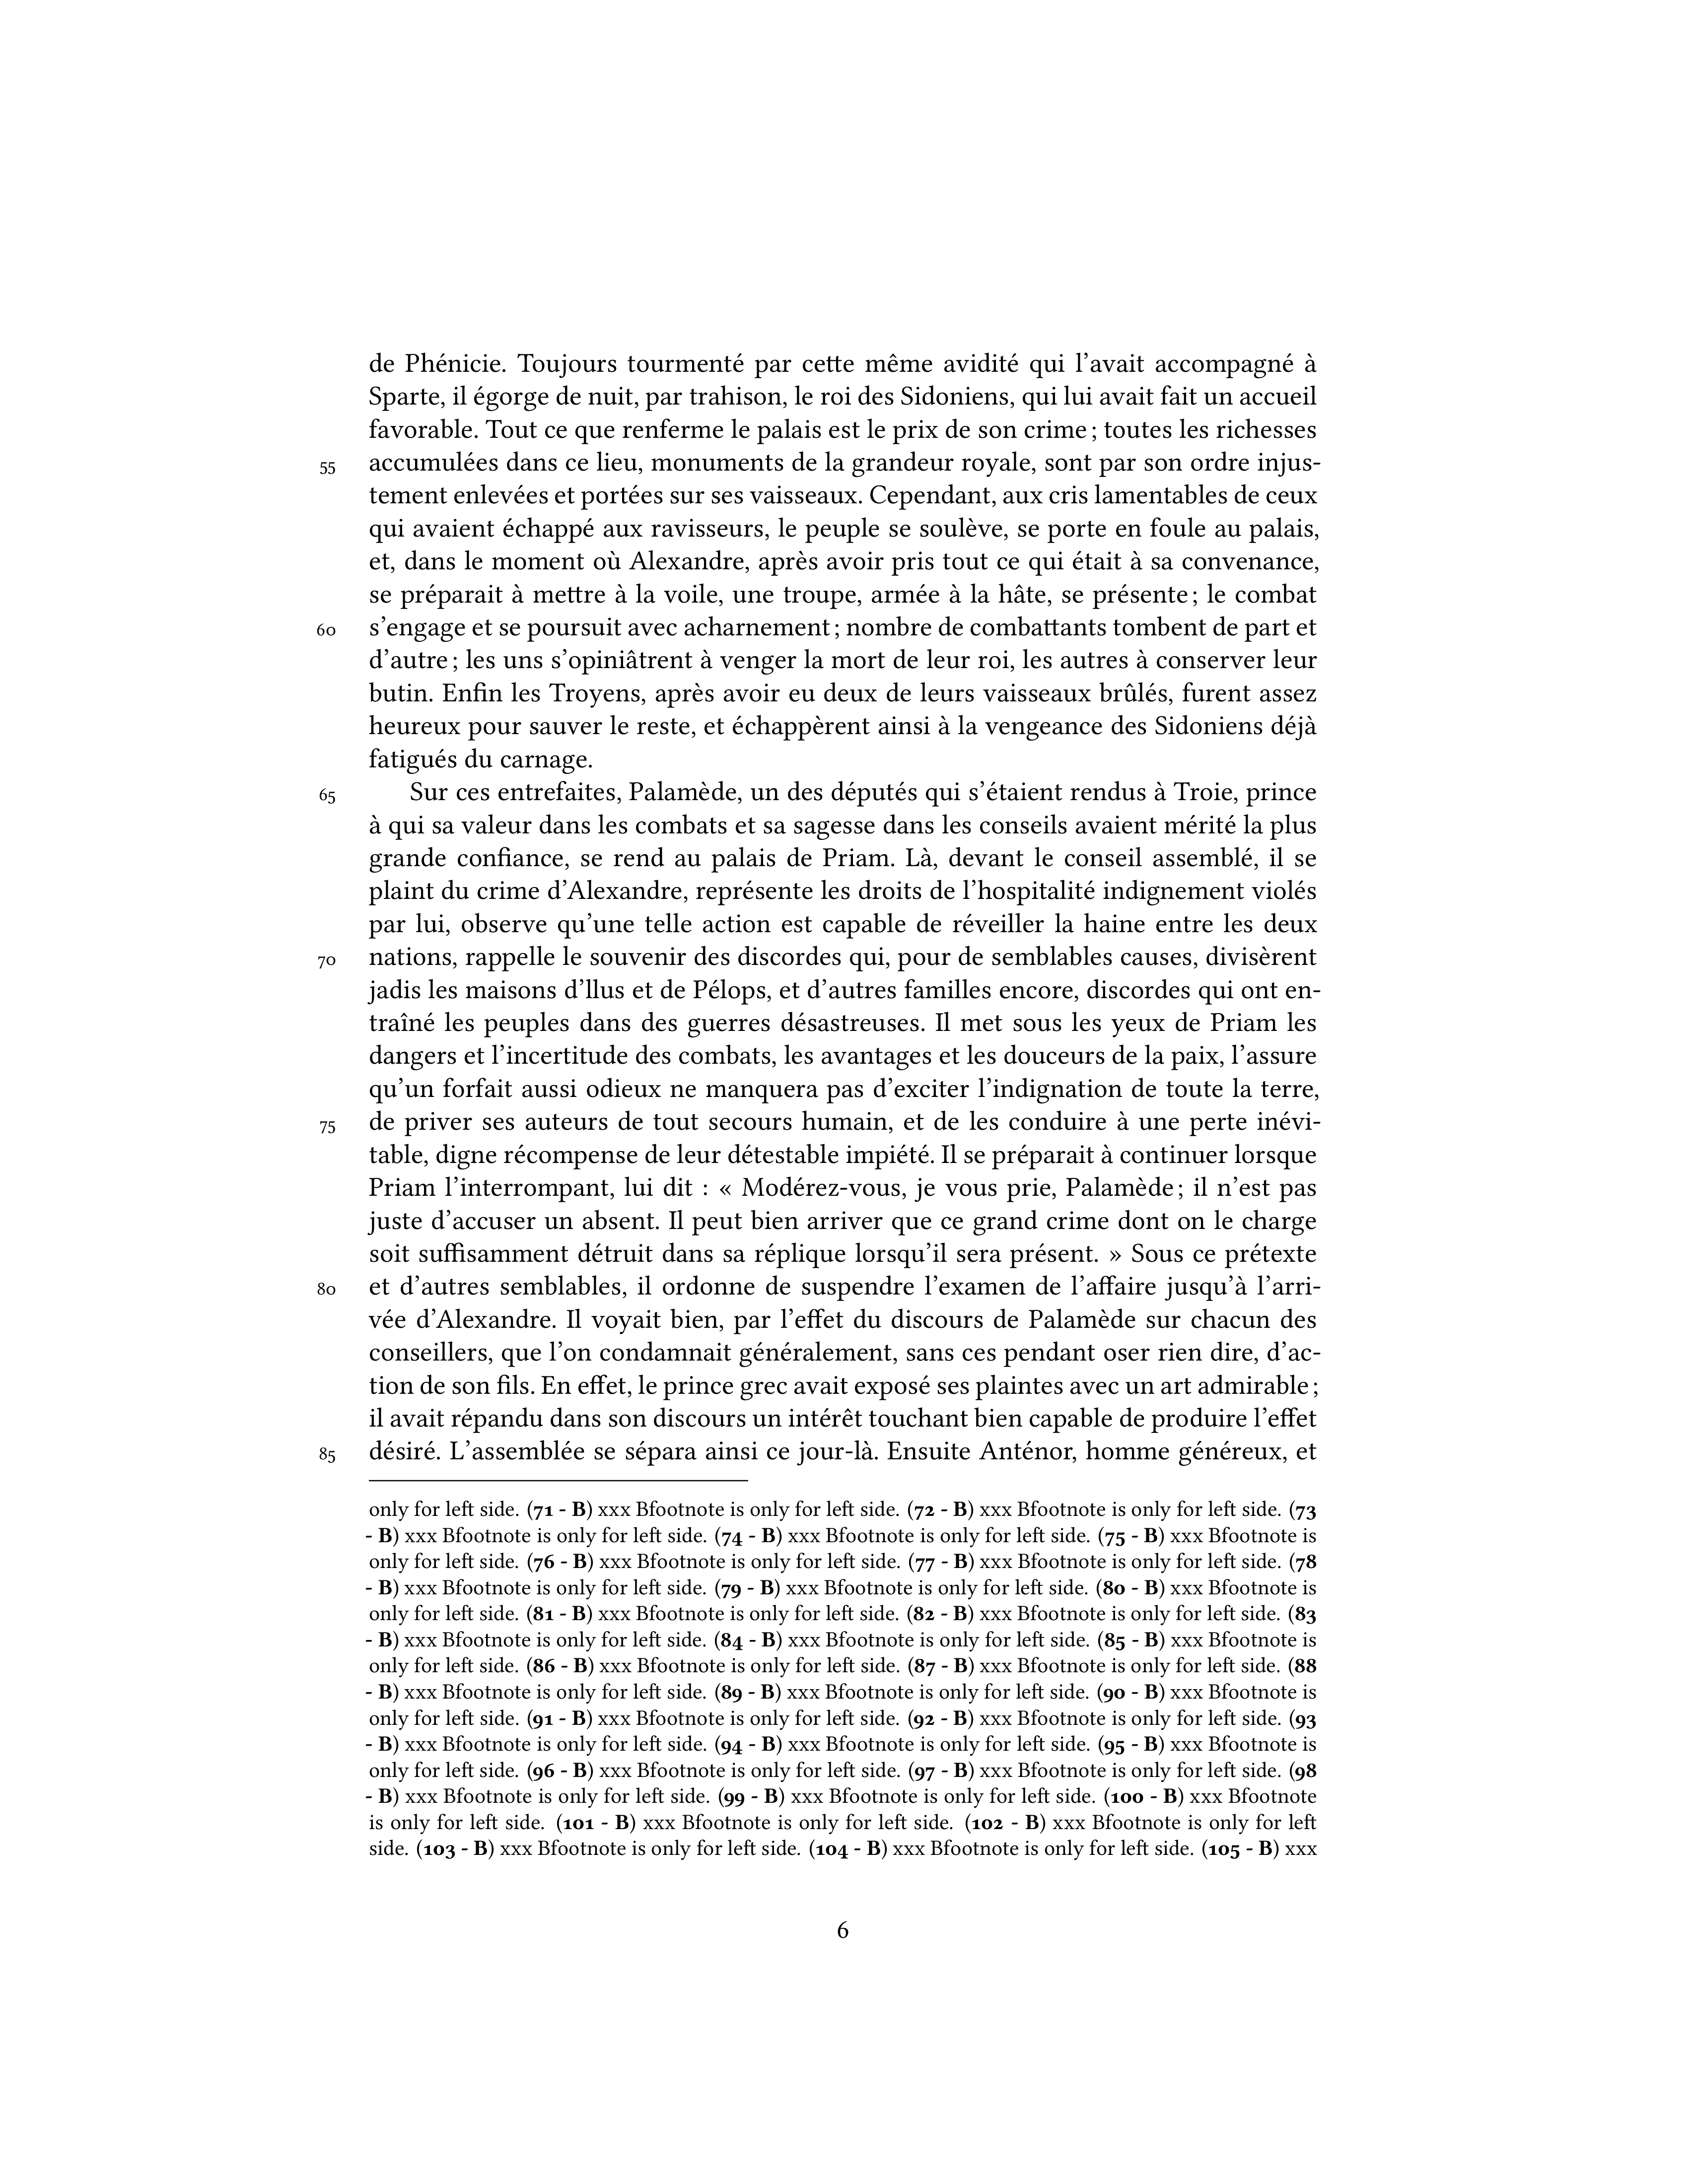 de Phénicie. Toujours tourmenté par cette même avidité qui l’avait accompagné à
Sparte, il égorge de nuit, par trahison, le roi des Sidoniens, qui lui avait fait un accueil
favorable. Tout ce que renferme le palais est le prix de son crime ; toutes les richesses
55 accumulées dans ce lieu, monuments de la grandeur royale, sont par son ordre injus-
tement enlevées et portées sur ses vaisseaux. Cependant, aux cris lamentables de ceux
qui avaient échappé aux ravisseurs, le peuple se soulève, se porte en foule au palais,
et, dans le moment où Alexandre, après avoir pris tout ce qui était à sa convenance,
se préparait à mettre à la voile, une troupe, armée à la hâte, se présente ; le combat
60 s’engage et se poursuit avec acharnement ; nombre de combattants tombent de part et
d’autre ; les uns s’opiniâtrent à venger la mort de leur roi, les autres à conserver leur
butin. Enfin les Troyens, après avoir eu deux de leurs vaisseaux brûlés, furent assez
heureux pour sauver le reste, et échappèrent ainsi à la vengeance des Sidoniens déjà
fatigués du carnage.
65 Sur ces entrefaites, Palamède, un des députés qui s’étaient rendus à Troie, prince
à qui sa valeur dans les combats et sa sagesse dans les conseils avaient mérité la plus
grande confiance, se rend au palais de Priam. Là, devant le conseil assemblé, il se
plaint du crime d’Alexandre, représente les droits de l’hospitalité indignement violés
par lui, observe qu’une telle action est capable de réveiller la haine entre les deux
70 nations, rappelle le souvenir des discordes qui, pour de semblables causes, divisèrent
jadis les maisons d’llus et de Pélops, et d’autres familles encore, discordes qui ont en-
traîné les peuples dans des guerres désastreuses. Il met sous les yeux de Priam les
dangers et l’incertitude des combats, les avantages et les douceurs de la paix, l’assure
qu’un forfait aussi odieux ne manquera pas d’exciter l’indignation de toute la terre,
75 de priver ses auteurs de tout secours humain, et de les conduire à une perte inévi-
table, digne récompense de leur détestable impiété. Il se préparait à continuer lorsque
Priam l’interrompant, lui dit : « Modérez-vous, je vous prie, Palamède ; il n’est pas
juste d’accuser un absent. Il peut bien arriver que ce grand crime dont on le charge
soit suffisamment détruit dans sa réplique lorsqu’il sera présent. » Sous ce prétexte
80 et d’autres semblables, il ordonne de suspendre l’examen de l’affaire jusqu’à l’arri-
vée d’Alexandre. Il voyait bien, par l’effet du discours de Palamède sur chacun des
conseillers, que l’on condamnait généralement, sans ces pendant oser rien dire, d’ac-
tion de son fils. En effet, le prince grec avait exposé ses plaintes avec un art admirable ;
il avait répandu dans son discours un intérêt touchant bien capable de produire l’effet
85 désiré. L’assemblée se sépara ainsi ce jour-là. Ensuite Anténor, homme généreux, et
only for left side. (71 - B) xxx Bfootnote is only for left side. (72 - B) xxx Bfootnote is only for left side. (73
- B) xxx Bfootnote is only for left side. (74 - B) xxx Bfootnote is only for left side. (75 - B) xxx Bfootnote is
only for left side. (76 - B) xxx Bfootnote is only for left side. (77 - B) xxx Bfootnote is only for left side. (78
- B) xxx Bfootnote is only for left side. (79 - B) xxx Bfootnote is only for left side. (80 - B) xxx Bfootnote is
only for left side. (81 - B) xxx Bfootnote is only for left side. (82 - B) xxx Bfootnote is only for left side. (83
- B) xxx Bfootnote is only for left side. (84 - B) xxx Bfootnote is only for left side. (85 - B) xxx Bfootnote is
only for left side. (86 - B) xxx Bfootnote is only for left side. (87 - B) xxx Bfootnote is only for left side. (88
- B) xxx Bfootnote is only for left side. (89 - B) xxx Bfootnote is only for left side. (90 - B) xxx Bfootnote is
only for left side. (91 - B) xxx Bfootnote is only for left side. (92 - B) xxx Bfootnote is only for left side. (93
- B) xxx Bfootnote is only for left side. (94 - B) xxx Bfootnote is only for left side. (95 - B) xxx Bfootnote is
only for left side. (96 - B) xxx Bfootnote is only for left side. (97 - B) xxx Bfootnote is only for left side. (98
- B) xxx Bfootnote is only for left side. (99 - B) xxx Bfootnote is only for left side. (100 - B) xxx Bfootnote
is only for left side. (101 - B) xxx Bfootnote is only for left side. (102 - B) xxx Bfootnote is only for left
side. (103 - B) xxx Bfootnote is only for left side. (104 - B) xxx Bfootnote is only for left side. (105 - B) xxx
6